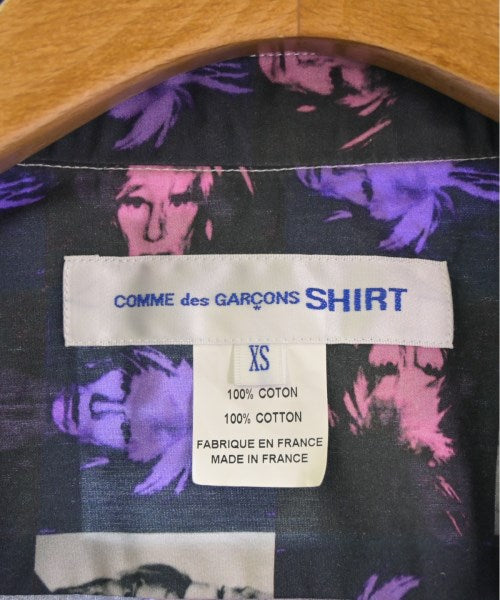 COMME des GARÇONS SHIRT
XS
100% COTON
100% COTTON
FABRIQUE EN FRANCE
MADE IN FRANCE